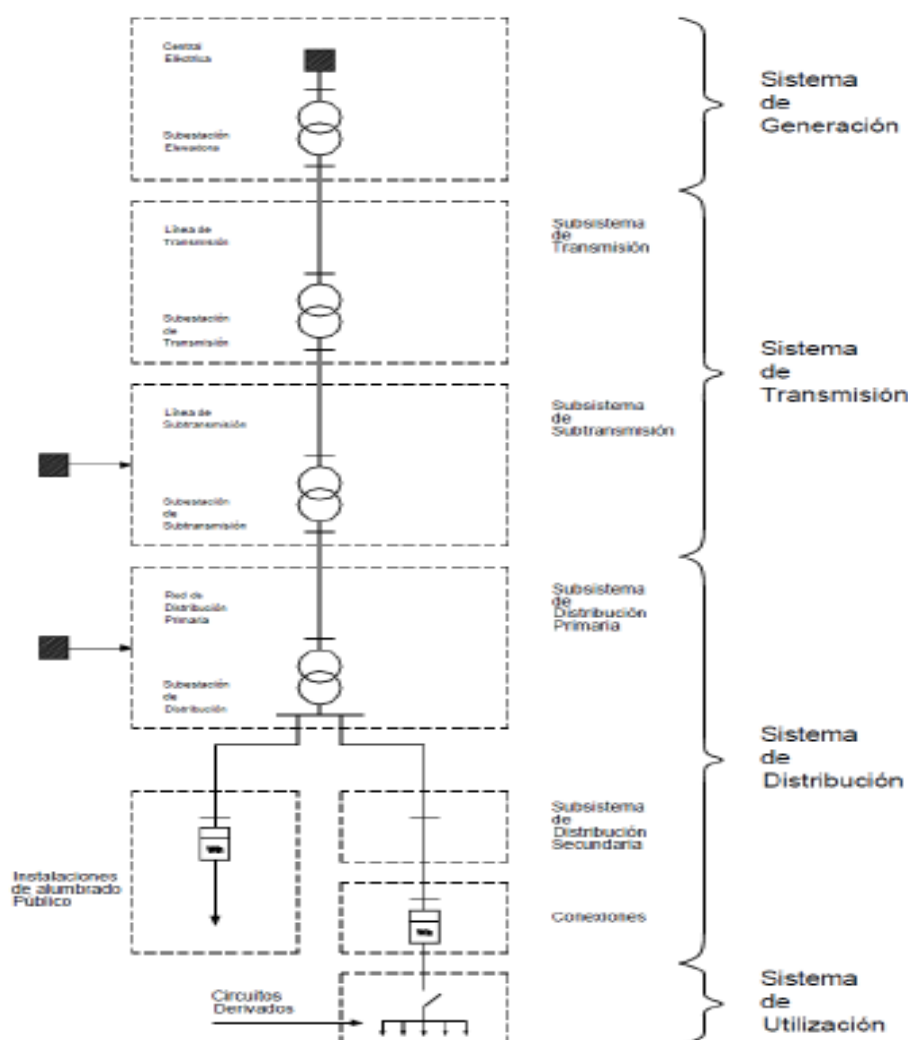 Central
Eléctrica
Subestación
Elevadora
Sistema
de
Generación
Línea de
Transmisión
Subestación
de
Transmisión
Subsistema
de
Transmisión
Línea de
Subtransmisión
Subestación
de
Subtransmisión
Subsistema
de
Subtransmisión
Sistema
de
Transmisión
Red de
Distribución
Primaria
Subestación
de
Distribución
Subsistema
de
Distribución
Primaria
Instalaciones
de alumbrado
Público
Subsistema
de
Distribución
Secundaria
Conexiones
Sistema
de
Distribución
Circuitos
Derivados
Sistema
de
Utilización